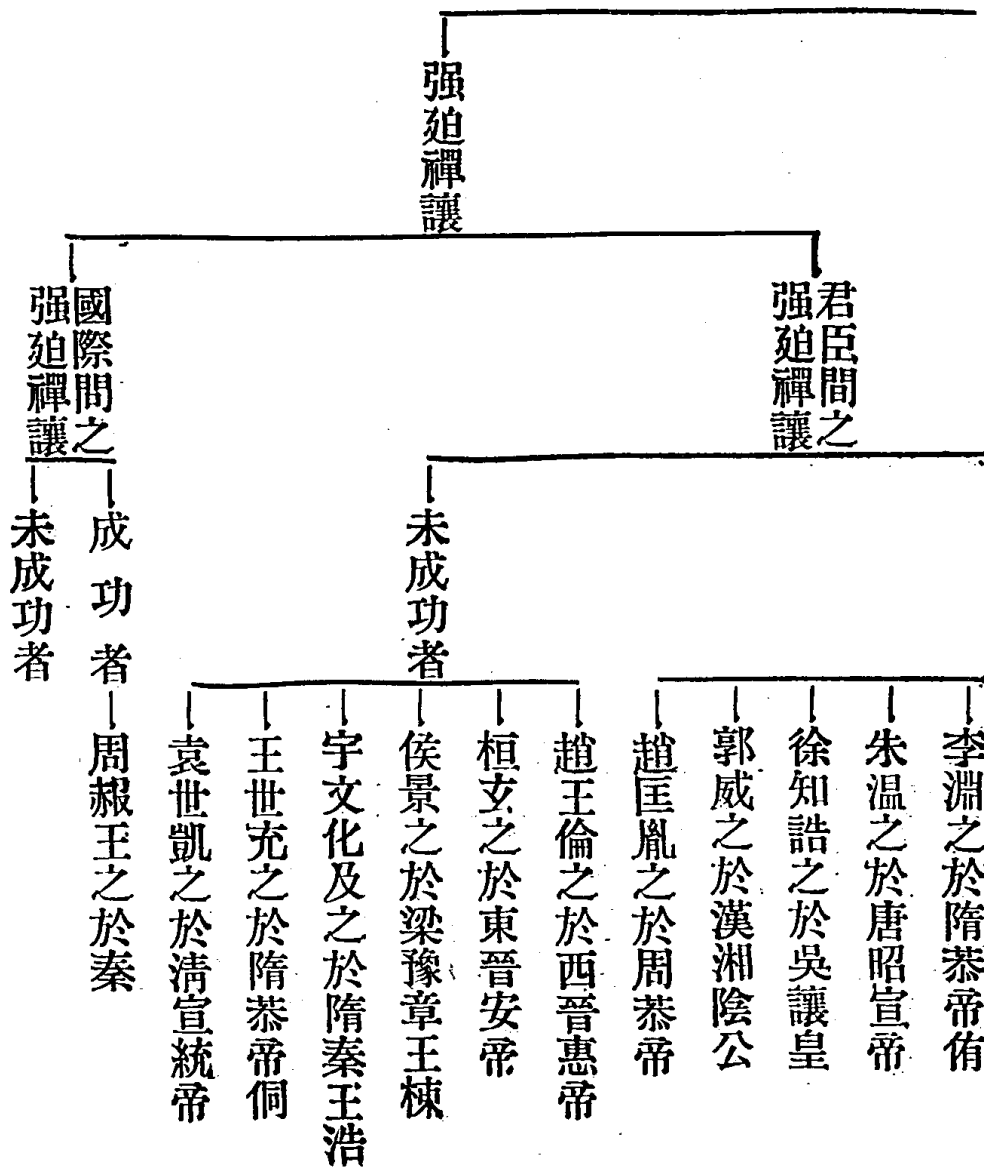 强廹禪讓
君臣間之
强廹禪讓
李淵之於隋恭帝侑
朱温之於唐昭宣帝
徐知誥之於吳讓皇
郭威之於漢湘陰公
趙匡胤之於周恭帝
未成功者
趙王倫之於西晉惠帝
桓玄之於東晉安帝
侯景之於梁豫章王棟
宇文化及之於隋秦王浩
王世充之於隋恭帝侗
袁世凱之於淸宣統帝
國際間之
强廹禪讓
成功者
周赧王之於秦
未成功者